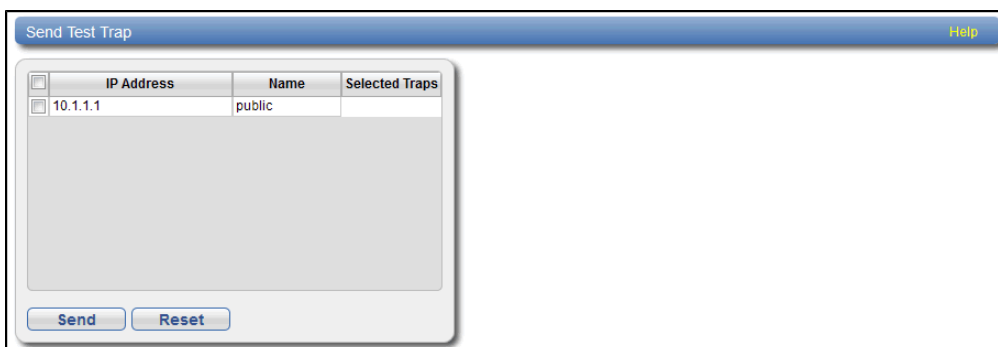 Send Test Trap Help
IP Address Name Selected Traps
10.1.1.1 public
Send Reset